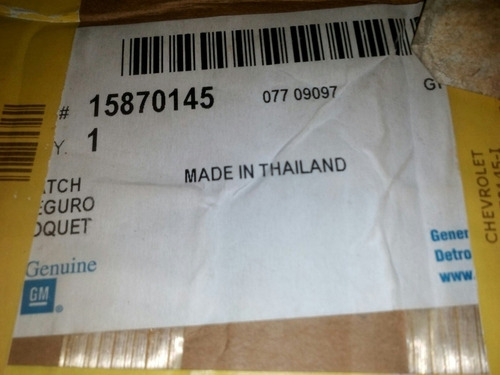 # 15870145 077 09097
Y. 1
MADE IN THAILAND
ATCH
EGURO
OQUET
Genuine
GM ®
Gener
Detro
www.
CHEVROLET